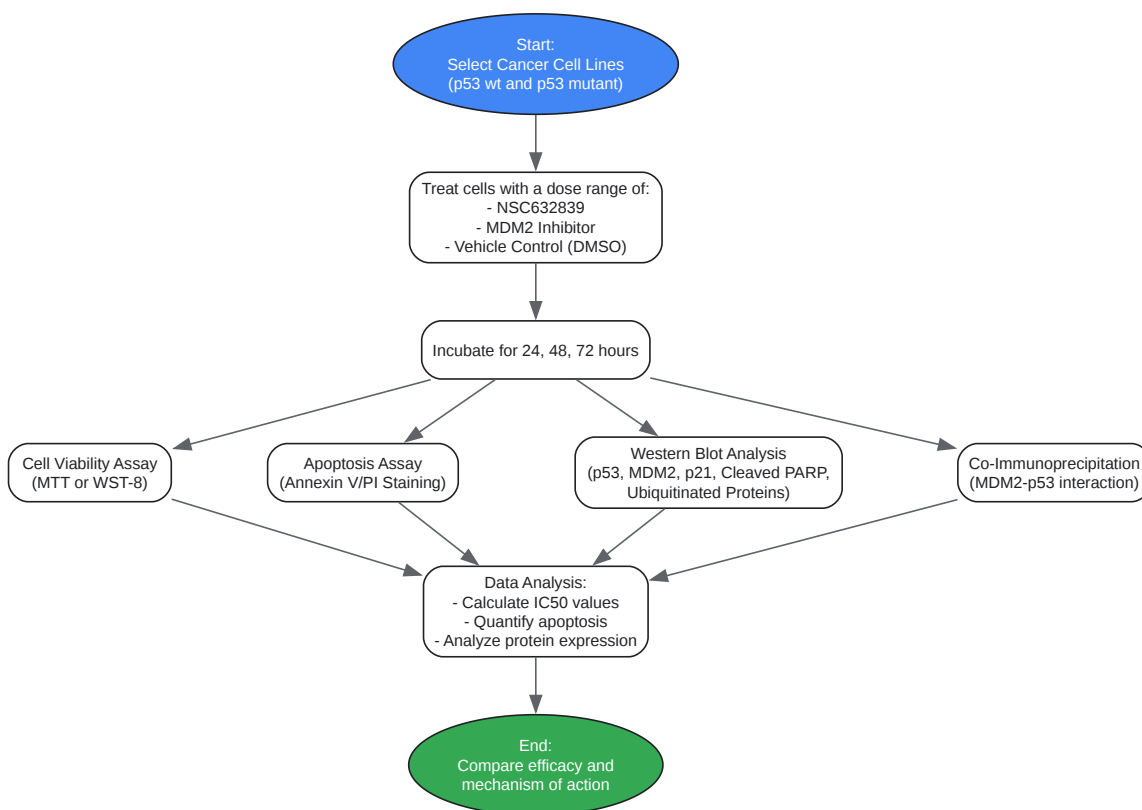 Start:
Select Cancer Cell Lines
(p53 wt and p53 mutant)
Treat cells with a dose range of:
- NSC632839
- MDM2 Inhibitor
- Vehicle Control (DMSO)
Incubate for 24, 48, 72 hours
Cell Viability Assay
(MTT or WST-8)
Apoptosis Assay
(Annexin V/PI Staining)
Western Blot Analysis
(p53, MDM2, p21, Cleaved PARP,
Ubiquitinated Proteins)
Co-Immunoprecipitation
(MDM2-p53 interaction)
Data Analysis:
- Calculate IC50 values
- Quantify apoptosis
- Analyze protein expression
End:
Compare efficacy and
mechanism of action